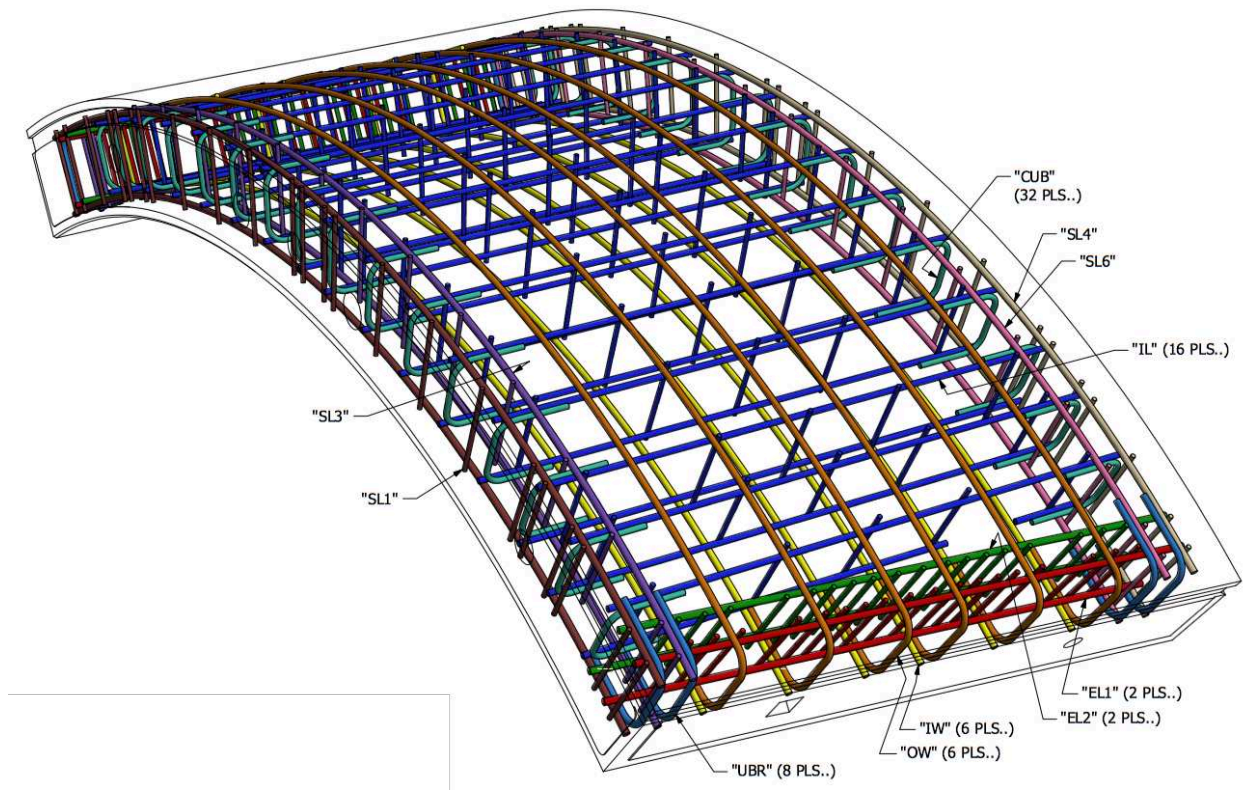 "CUB"
(32 PLS..)
"SL4"
"SL6"
"IL" (16 PLS..)
"SL3"
"SL1"
"EL1" (2 PLS..)
"EL2" (2 PLS..)
"IW" (6 PLS..)
"OW" (6 PLS..)
"UBR" (8 PLS..)